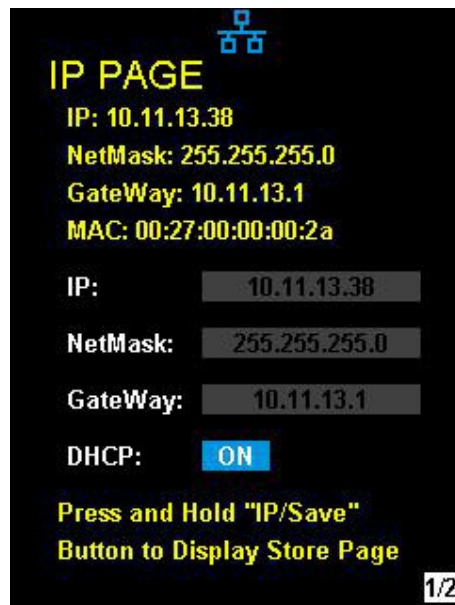 IP PAGE
IP: 10.11.13.38
NetMask: 255.255.255.0
GateWay: 10.11.13.1
MAC: 00:27:00:00:00:2a
IP: 10.11.13.38
NetMask: 255.255.255.0
GateWay: 10.11.13.1
DHCP: ON
Press and Hold "IP/Save"
Button to Display Store Page
1/2